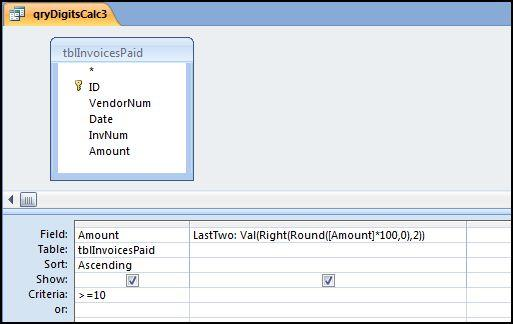 qryDigitsCalc3
tblInvoicesPaid
*
ID
VendorNum
Date
InvNum
Amount
Field: Amount LastTwo: Val(Right(Round([Amount]*100,0),2))
Table: tblInvoicesPaid
Sort: Ascending
Show:
Criteria: >=10
or: